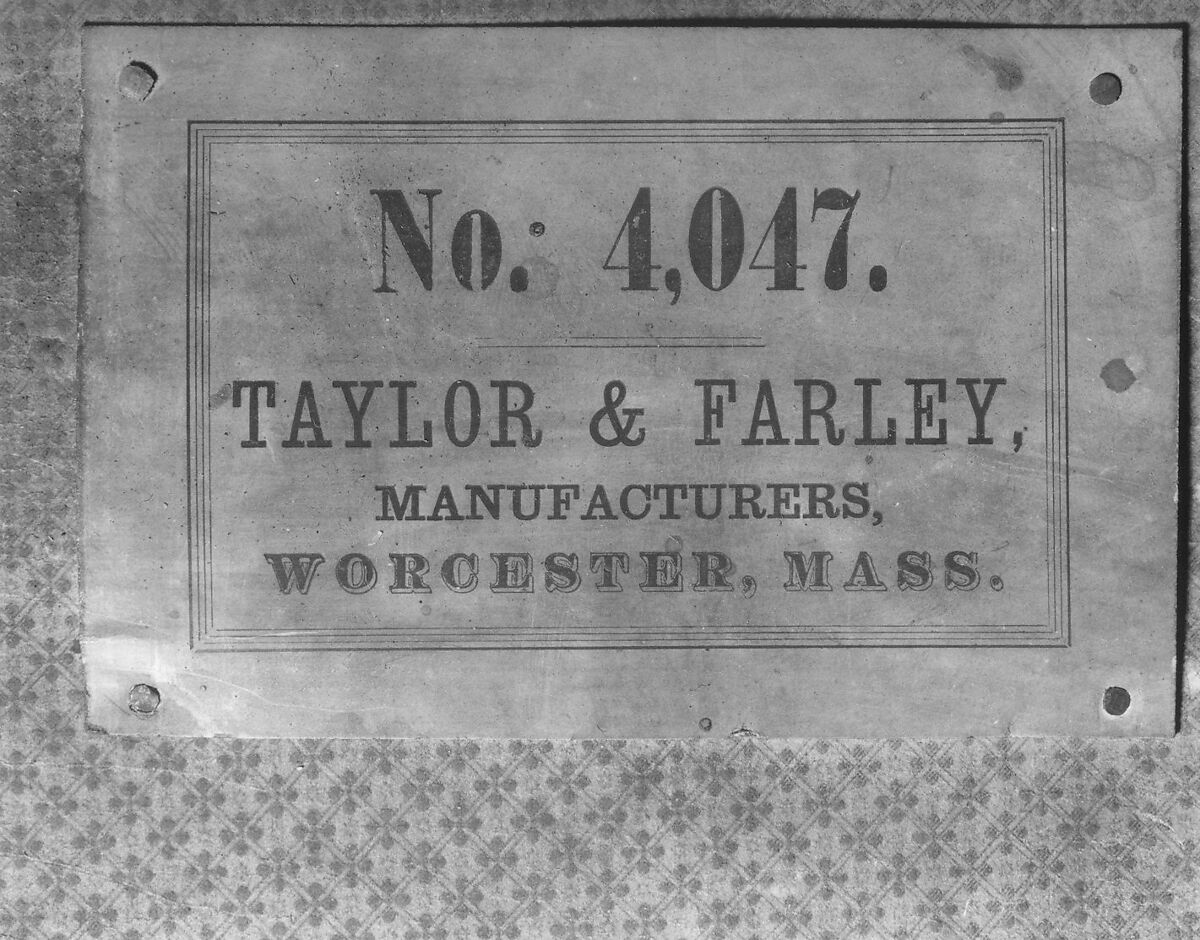 No. 4,047.
TAYLOR & FARLEY,
MANUFACTURERS,
WORCESTER, MASS.